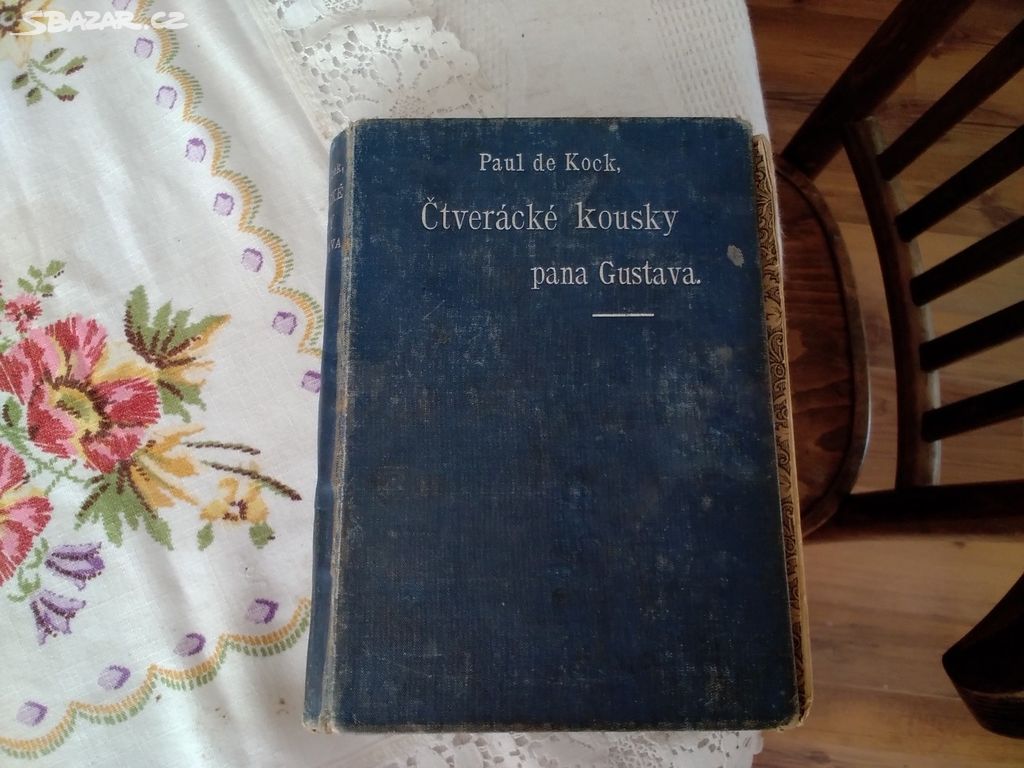 SBAZAR.CZ
Paul de Kock,
Čtverácké kousky
pana Gustava.